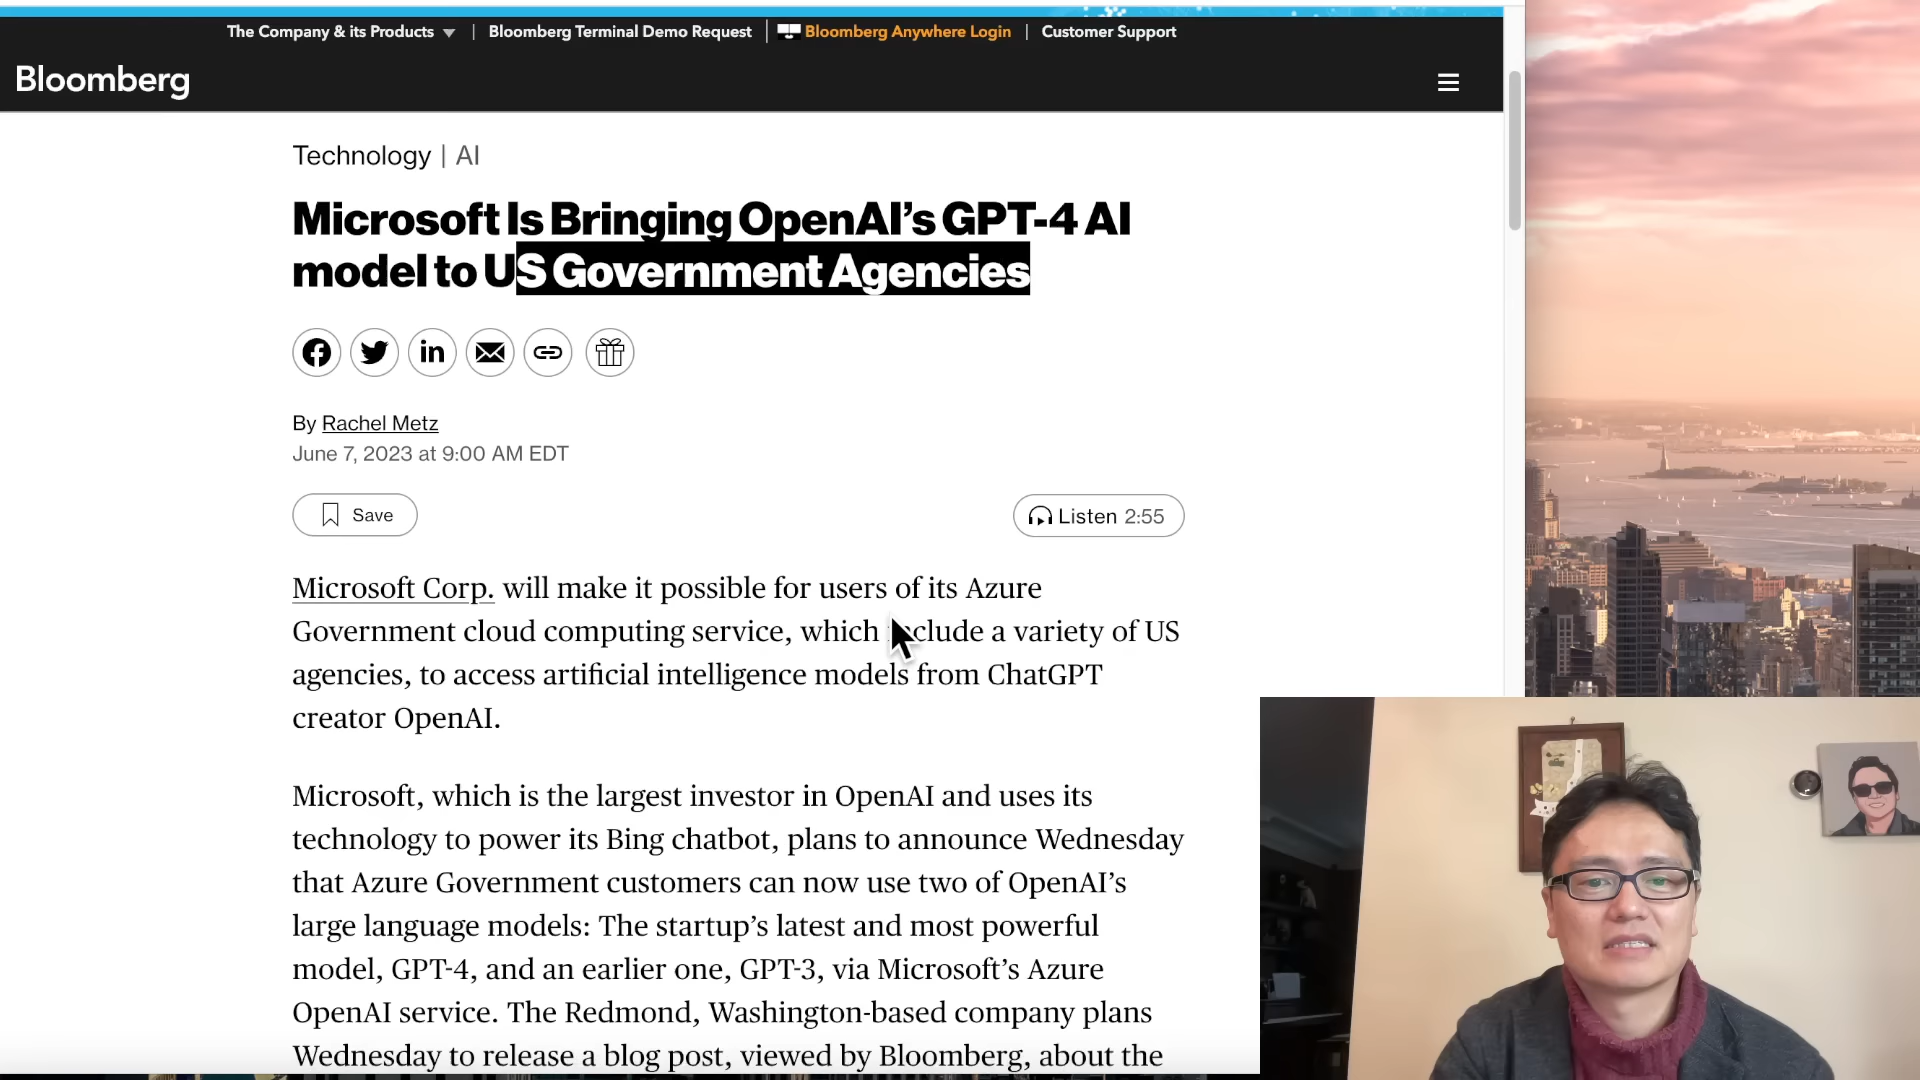 The Company & its Products | Bloomberg Terminal Demo Request | Bloomberg Anywhere Login | Customer Support
Bloomberg
Technology | AI
Microsoft Is Bringing OpenAI’s GPT-4 AI
model to US Government Agencies
By Rachel Metz
June 7, 2023 at 9:00 AM EDT
Save
Listen 2:55
Microsoft Corp. will make it possible for users of its Azure
Government cloud computing service, which include a variety of US
agencies, to access artificial intelligence models from ChatGPT
creator OpenAI.
Microsoft, which is the largest investor in OpenAI and uses its
technology to power its Bing chatbot, plans to announce Wednesday
that Azure Government customers can now use two of OpenAI’s
large language models: The startup’s latest and most powerful
model, GPT-4, and an earlier one, GPT-3, via Microsoft’s Azure
OpenAI service. The Redmond, Washington-based company plans
Wednesday to release a blog post, viewed by Bloomberg, about the